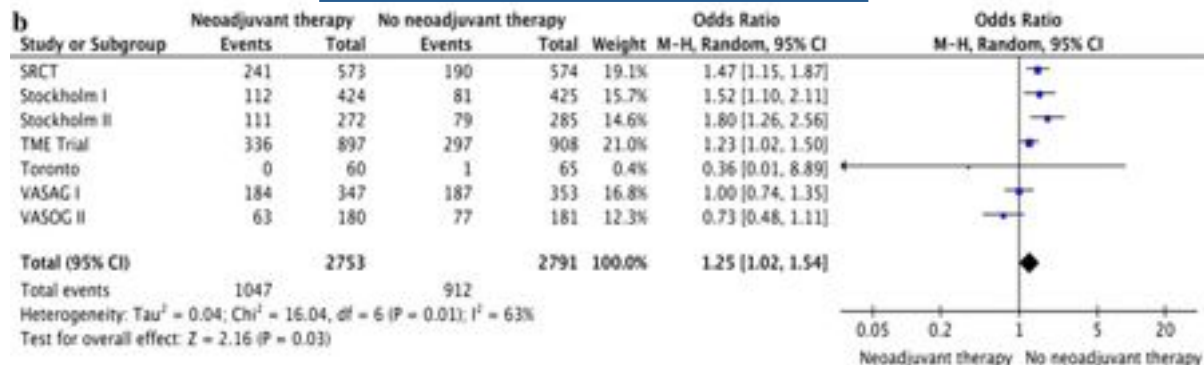 b Neoadjuvant therapy No neoadjuvant therapy Odds Ratio Odds Ratio
Study or Subgroup Events Total Events Total Weight M-H, Random, 95% CI M-H, Random, 95% CI
SRCT 241 573 190 574 19.1% 1.47 [1.15, 1.87]
Stockholm I 112 424 81 425 15.7% 1.52 [1.10, 2.11]
Stockholm II 111 272 79 285 14.6% 1.80 [1.26, 2.56]
TME Trial 336 897 297 908 21.0% 1.23 [1.02, 1.50]
Toronto 0 60 1 65 0.4% 0.36 [0.01, 8.89]
VASAG I 184 347 187 353 16.8% 1.00 [0.74, 1.35]
VASOG II 63 180 77 181 12.3% 0.73 [0.48, 1.11]
Total (95% CI) 2753 2791 100.0% 1.25 [1.02, 1.54]
Total events 1047 912
Heterogeneity: Tau² = 0.04; Chi² = 16.04, df = 6 (P = 0.01); I² = 63%
Test for overall effect: Z = 2.16 (P = 0.03)
0.05 0.2 1 5 20
Neoadjuvant therapy No neoadjuvant therapy